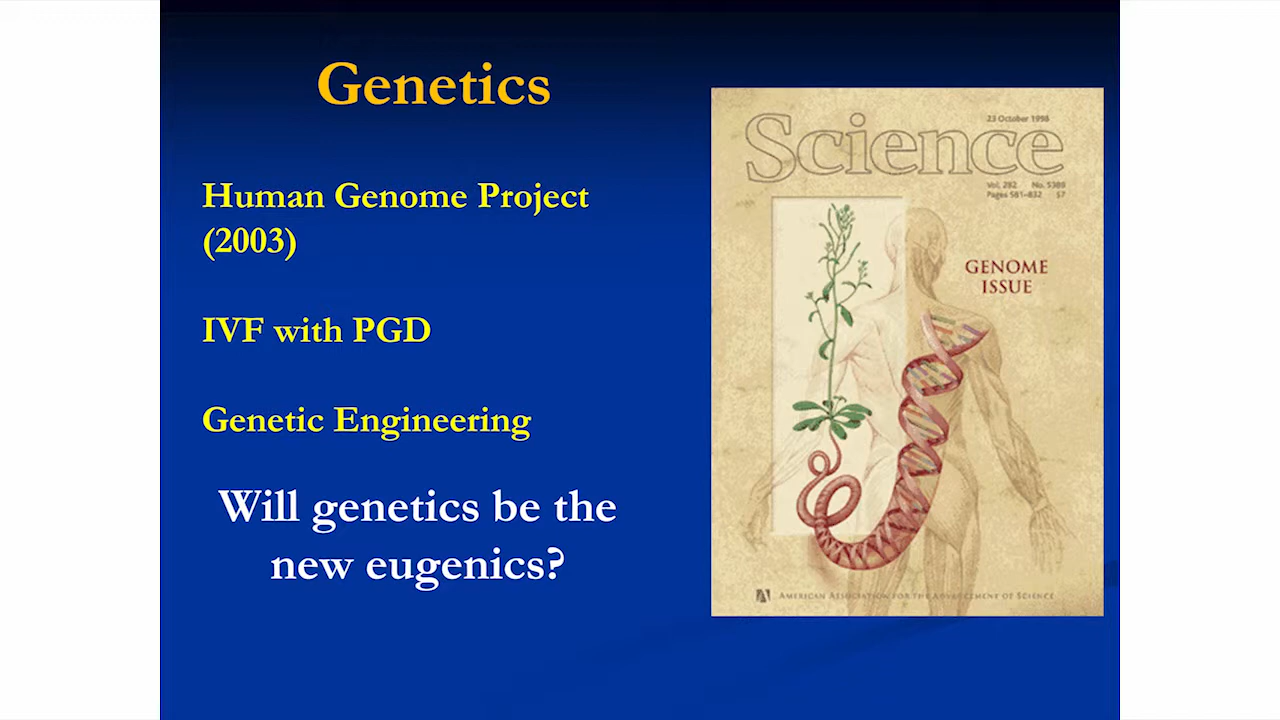 Genetics
Human Genome Project
(2003)
IVF with PGD
Genetic Engineering
Will genetics be the
new eugenics?
23 October 1998
Science
Vol. 282 No. 5389
Pages 581–832 $7
GENOME
ISSUE
AMERICAN ASSOCIATION FOR THE ADVANCEMENT OF SCIENCE